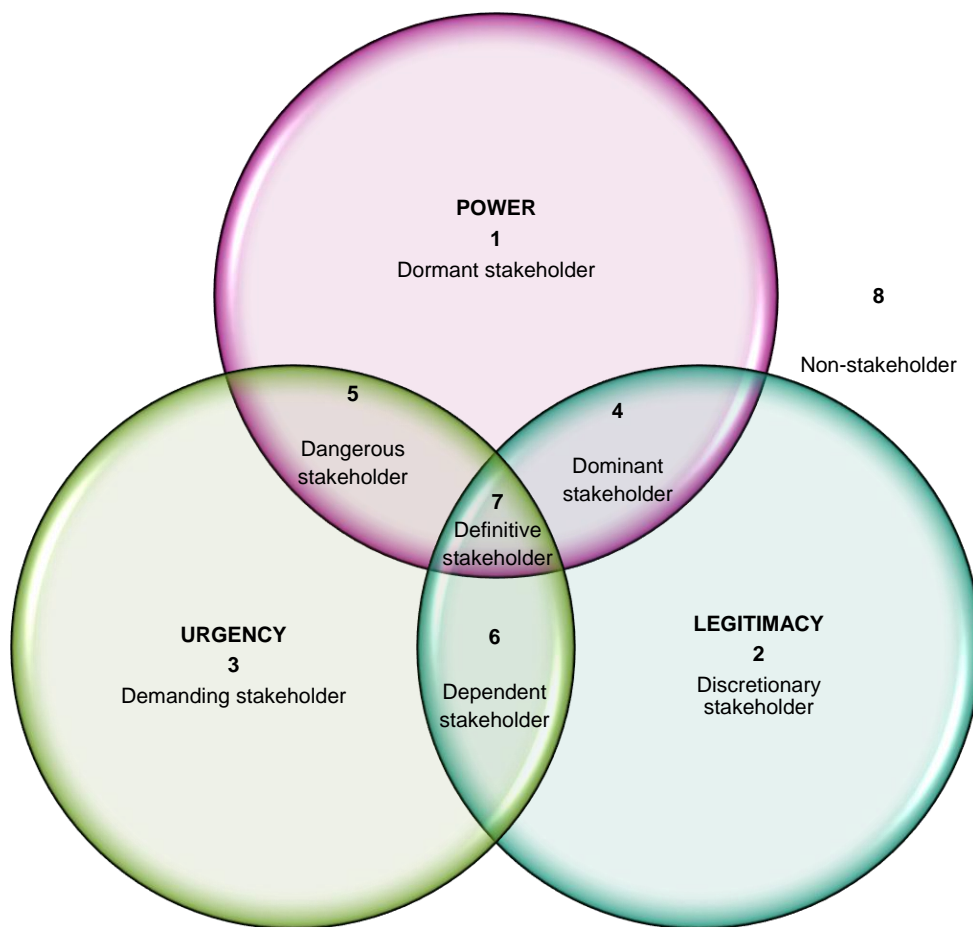 POWER
1
Dormant stakeholder
8
Non-stakeholder
5
Dangerous
stakeholder
4
Dominant
stakeholder
7
Definitive
stakeholder
URGENCY
3
Demanding stakeholder
6
Dependent
stakeholder
LEGITIMACY
2
Discretionary
stakeholder